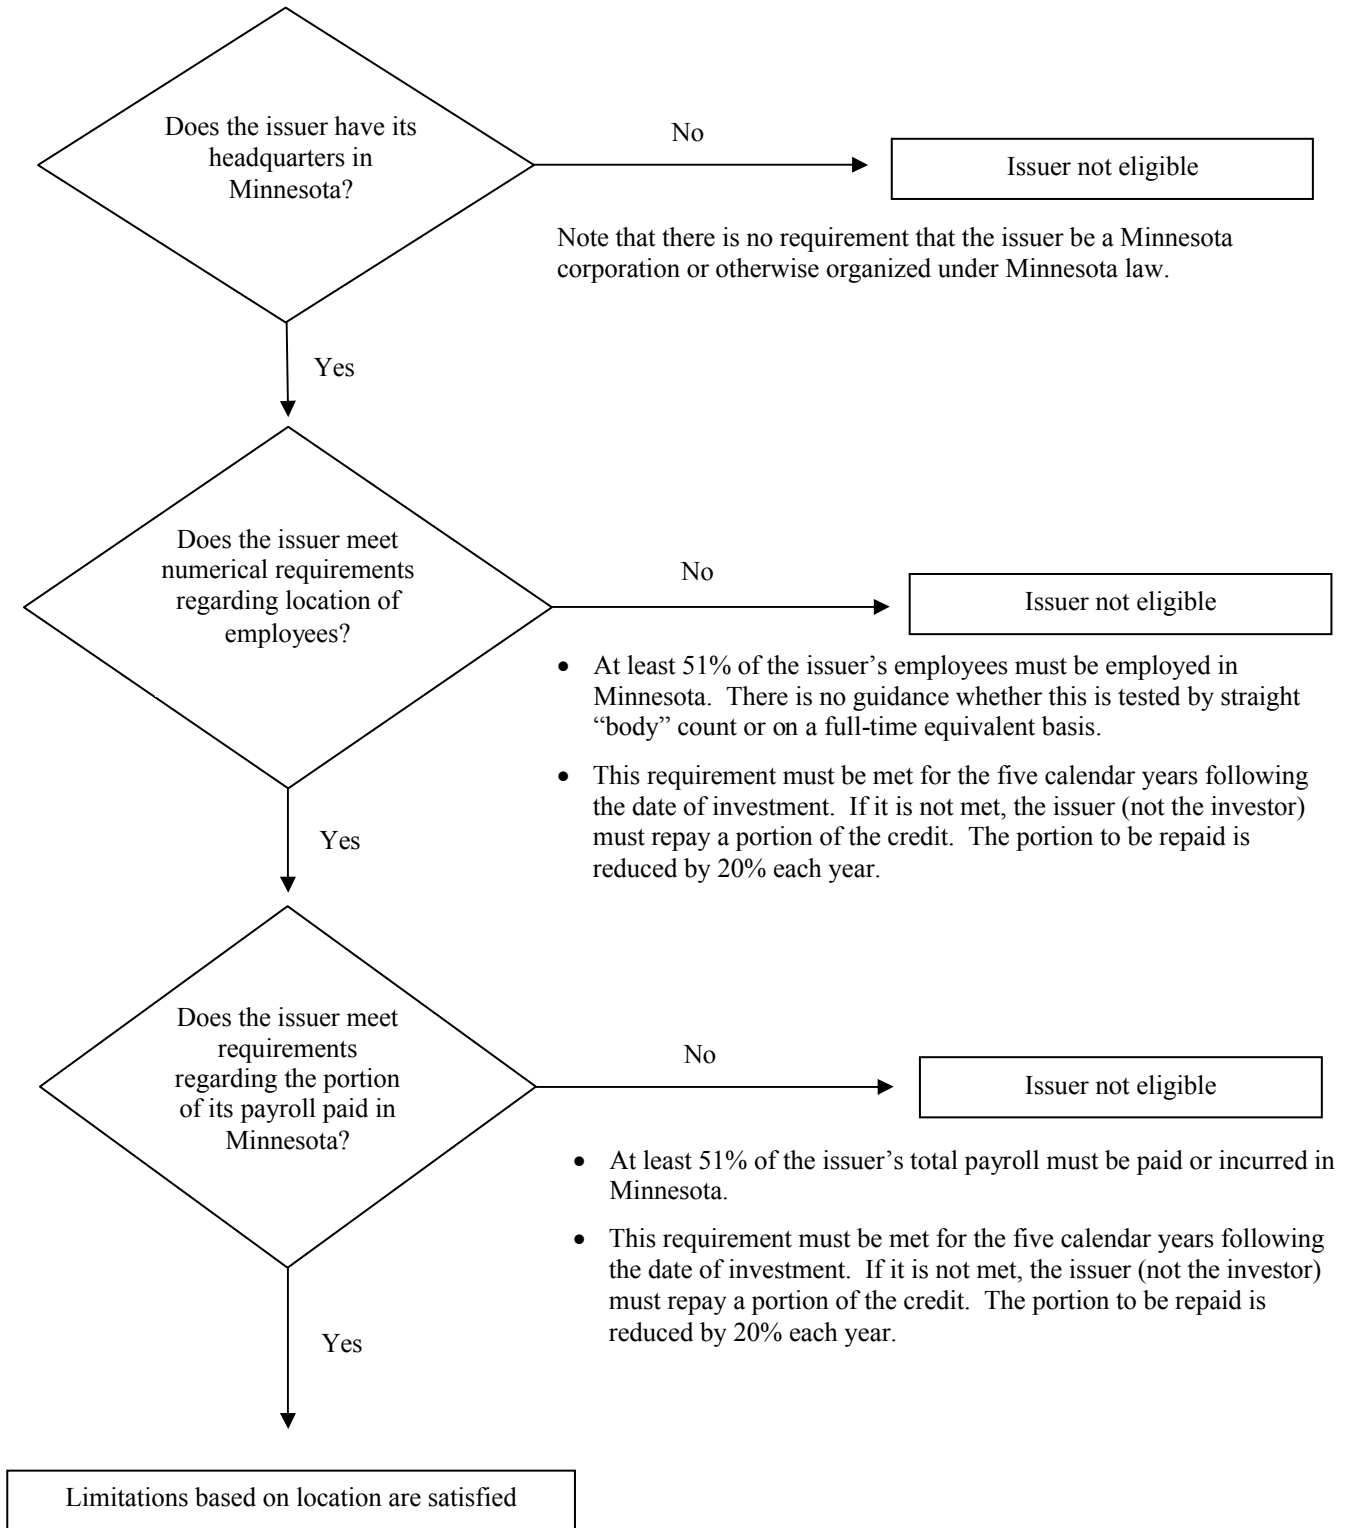 Does the issuer have its
headquarters in
Minnesota?
No
Issuer not eligible
Note that there is no requirement that the issuer be a Minnesota
corporation or otherwise organized under Minnesota law.
Yes
Does the issuer meet
numerical requirements
regarding location of
employees?
No
Issuer not eligible
• At least 51% of the issuer’s employees must be employed in
Minnesota.  There is no guidance whether this is tested by straight
“body” count or on a full-time equivalent basis.
• This requirement must be met for the five calendar years following
the date of investment.  If it is not met, the issuer (not the investor)
must repay a portion of the credit.  The portion to be repaid is
reduced by 20% each year.
Yes
Does the issuer meet
requirements
regarding the portion
of its payroll paid in
Minnesota?
No
Issuer not eligible
• At least 51% of the issuer’s total payroll must be paid or incurred in
Minnesota.
• This requirement must be met for the five calendar years following
the date of investment.  If it is not met, the issuer (not the investor)
must repay a portion of the credit.  The portion to be repaid is
reduced by 20% each year.
Yes
Limitations based on location are satisfied